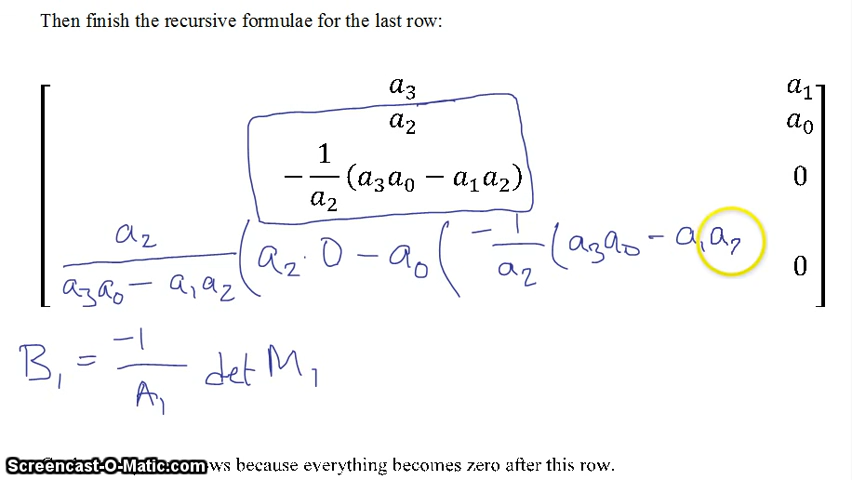 Then finish the recursive formulae for the last row:
a₃ a₁
a₂ a₀
−1/a₂ (a₃a₀ − a₁a₂) 0
a₂/(a₃a₀ − a₁a₂) (a₂·0 − a₀(−1/a₂ (a₃a₀ − a₁a₂ 0
B₁ = −1/A₁ det M₁
Screencast-O-Matic.com ws because everything becomes zero after this row.